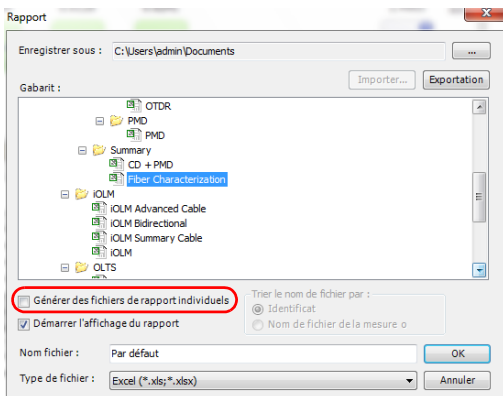 Rapport
Enregistrer sous : C:\Users\admin\Documents ...
Importer... Exportation
Gabarit :
OTDR
PMD
PMD
Summary
CD + PMD
Fiber Characterization
iOLM
iOLM Advanced Cable
iOLM Bidirectional
iOLM Summary Cable
iOLM
OLTS
Générer des fichiers de rapport individuels
Trier le nom de fichier par :
Identificat
Démarrer l'affichage du rapport
Nom de fichier de la mesure o
Nom fichier : Par défaut OK
Type de fichier : Excel (*.xls;*.xlsx) Annuler